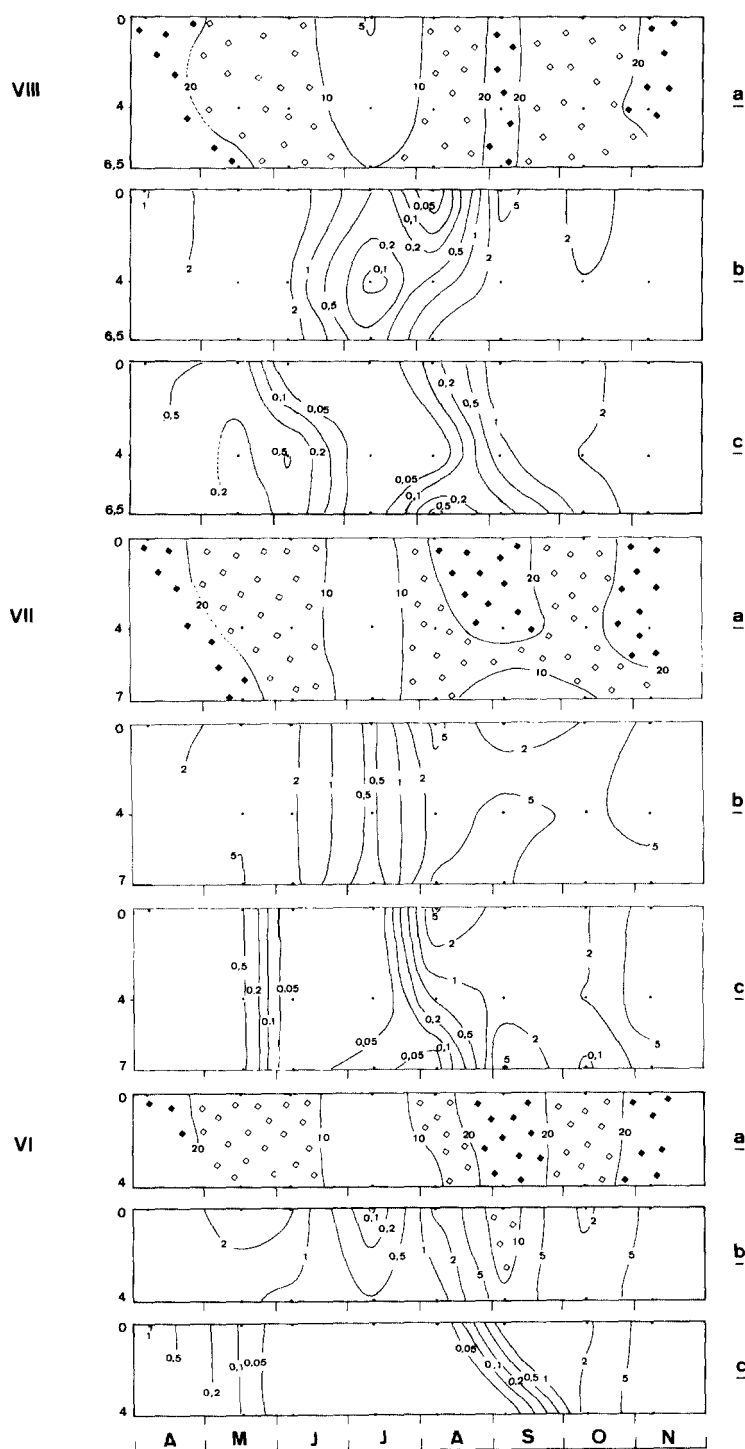 0 5
VIII 20 10 10 20 20 20 a
4
6,5
0 1 0,05 5
0,1
2 0,2 0,5 1 2 2 b
0,2
1 0,1
4
2 0,5
6,5
0 0,2
0,1 0,05 0,5 2
0,5 1 c
4 0,5 0,2
0,2 0,05
0,1 0,2
6,5 0,5
0
VII 20 10 10 20 20 a
4
10 20
7
0 5 2
2 2 1 0,5 1 2 b
0,5
4 5
5 5
7
0 5
2 2
0,5 1 c
0,2 0,05
4 0,2
0,1 0,5
0,05 0,1 2 5
7 0,05 5 0,1
0
VI 20 10 10 20 20 20 a
4
0 0,1 2
2 1 0,2 0,5 1 2 5 10 5 5 b
4
0 1
0,5 0,1 0,05 0,05 0,1 2 5 c
0,2 0,2 0,5 1
4
A M J J A S O N